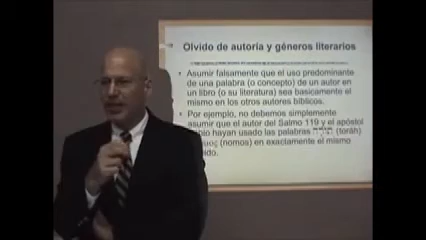 Olvido de autoría y géneros literarios
• Asumir falsamente que el uso predominante
de una palabra (o concepto) de un autor en
un libro (o su literatura) sea basicamente el
mismo en los otros autores bíblicos.
• Por ejemplo, no debemos simplemente
asumir que el autor del Salmo 119 y el apóstol
hayan usado las palabras תורה (torâh)
(nomos) en exactamente el mismo